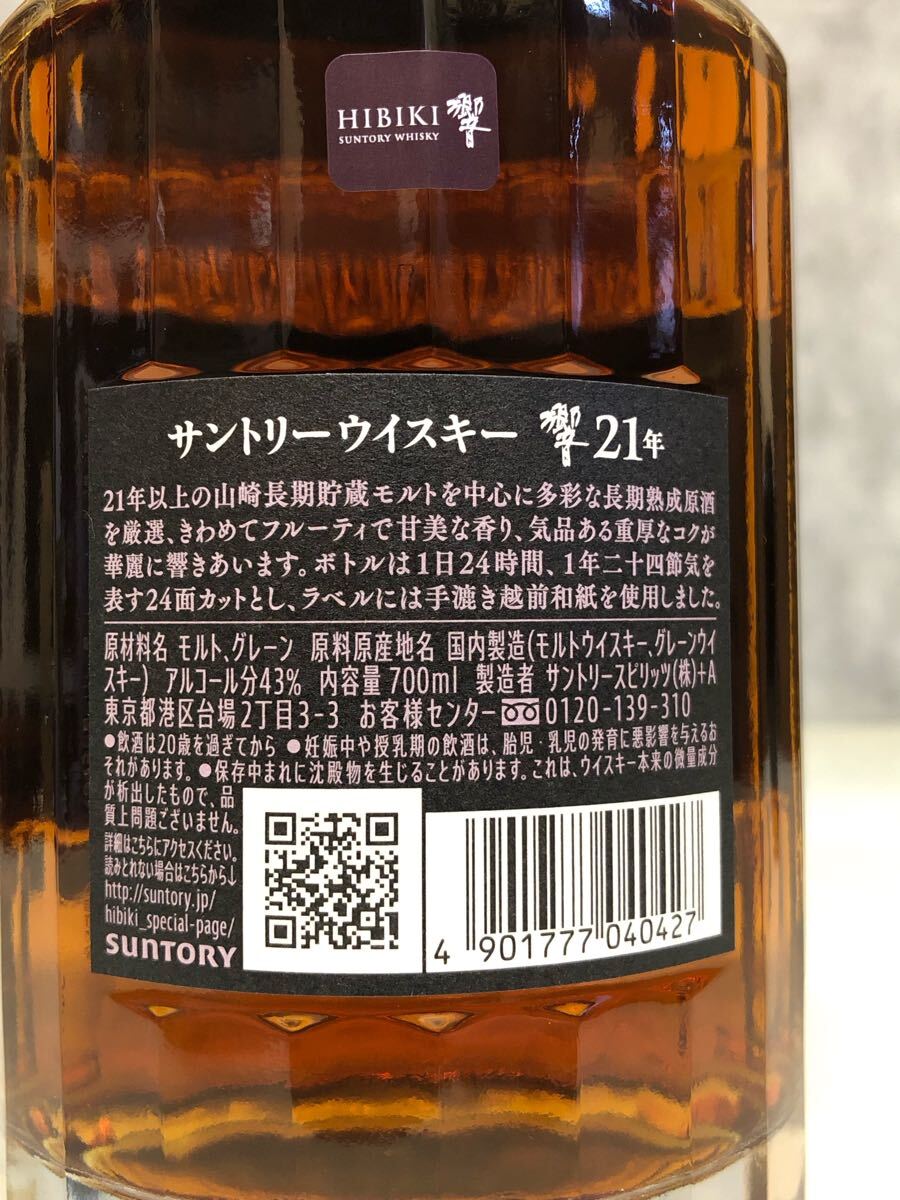 HIBIKI 響
SUNTORY WHISKY
サントリーウイスキー 響 21年
21年以上の山崎長期貯蔵モルトを中心に多彩な長期熟成原酒
を厳選、きわめてフルーティで甘美な香り、気品ある重厚なコクが
華麗に響きあいます。ボトルは1日24時間、1年二十四節気を
表す24面カットとし、ラベルには手漉き越前和紙を使用しました。
原材料名 モルト、グレーン 原料原産地名 国内製造(モルトウイスキー、グレーンウイ
スキー) アルコール分43% 内容量 700ml 製造者 サントリースピリッツ(株)+A
東京都港区台場2丁目3-3 お客様センター 0120-139-310
●飲酒は20歳を過ぎてから ●妊娠中や授乳期の飲酒は、胎児・乳児の発育に悪影響を与えるお
それがあります。●保存中まれに沈殿物を生じることがあります。これは、ウイスキー本来の微量成分
が析出したもので、品
質上問題ございません。
詳細はこちらにアクセスください。
読みとれない場合はこちらから↓
http://suntory.jp/
hibiki_special-page/
SUNTORY
4 901777 040427